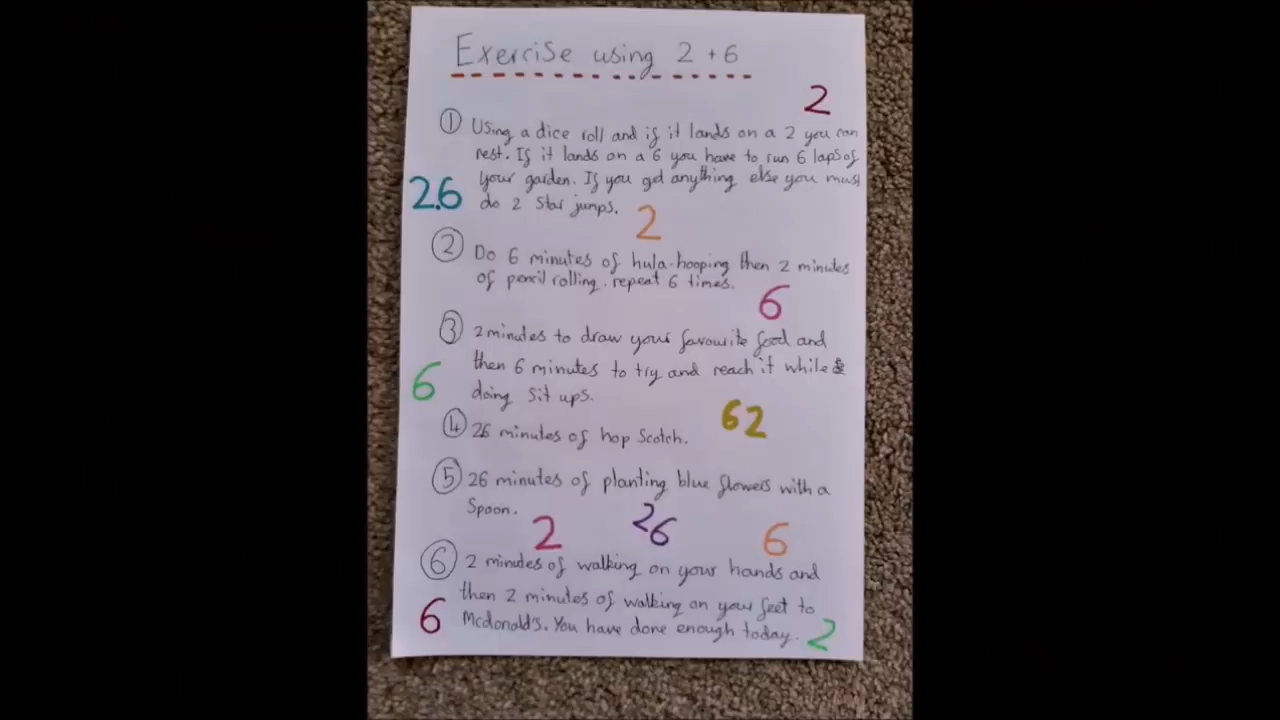 Exercise using 2 + 6
2
① Using a dice roll and if it lands on a 2 you can
rest. If it lands on a 6 you have to run 6 laps of
your garden. If you get anything else you must
26
do 2 Star jumps.
2
② Do 6 minutes of hula-hooping then 2 minutes
of pencil rolling. repeat 6 times.
6
③ 2 minutes to draw your favourite food and
then 6 minutes to try and reach it while
6
doing sit ups.
62
④ 26 minutes of hop Scotch.
⑤ 26 minutes of planting blue flowers with a
Spoon.
2 26 6
⑥ 2 minutes of walking on your hands and
then 2 minutes of walking on your feet to
6
Mcdonald's. You have done enough today.
2